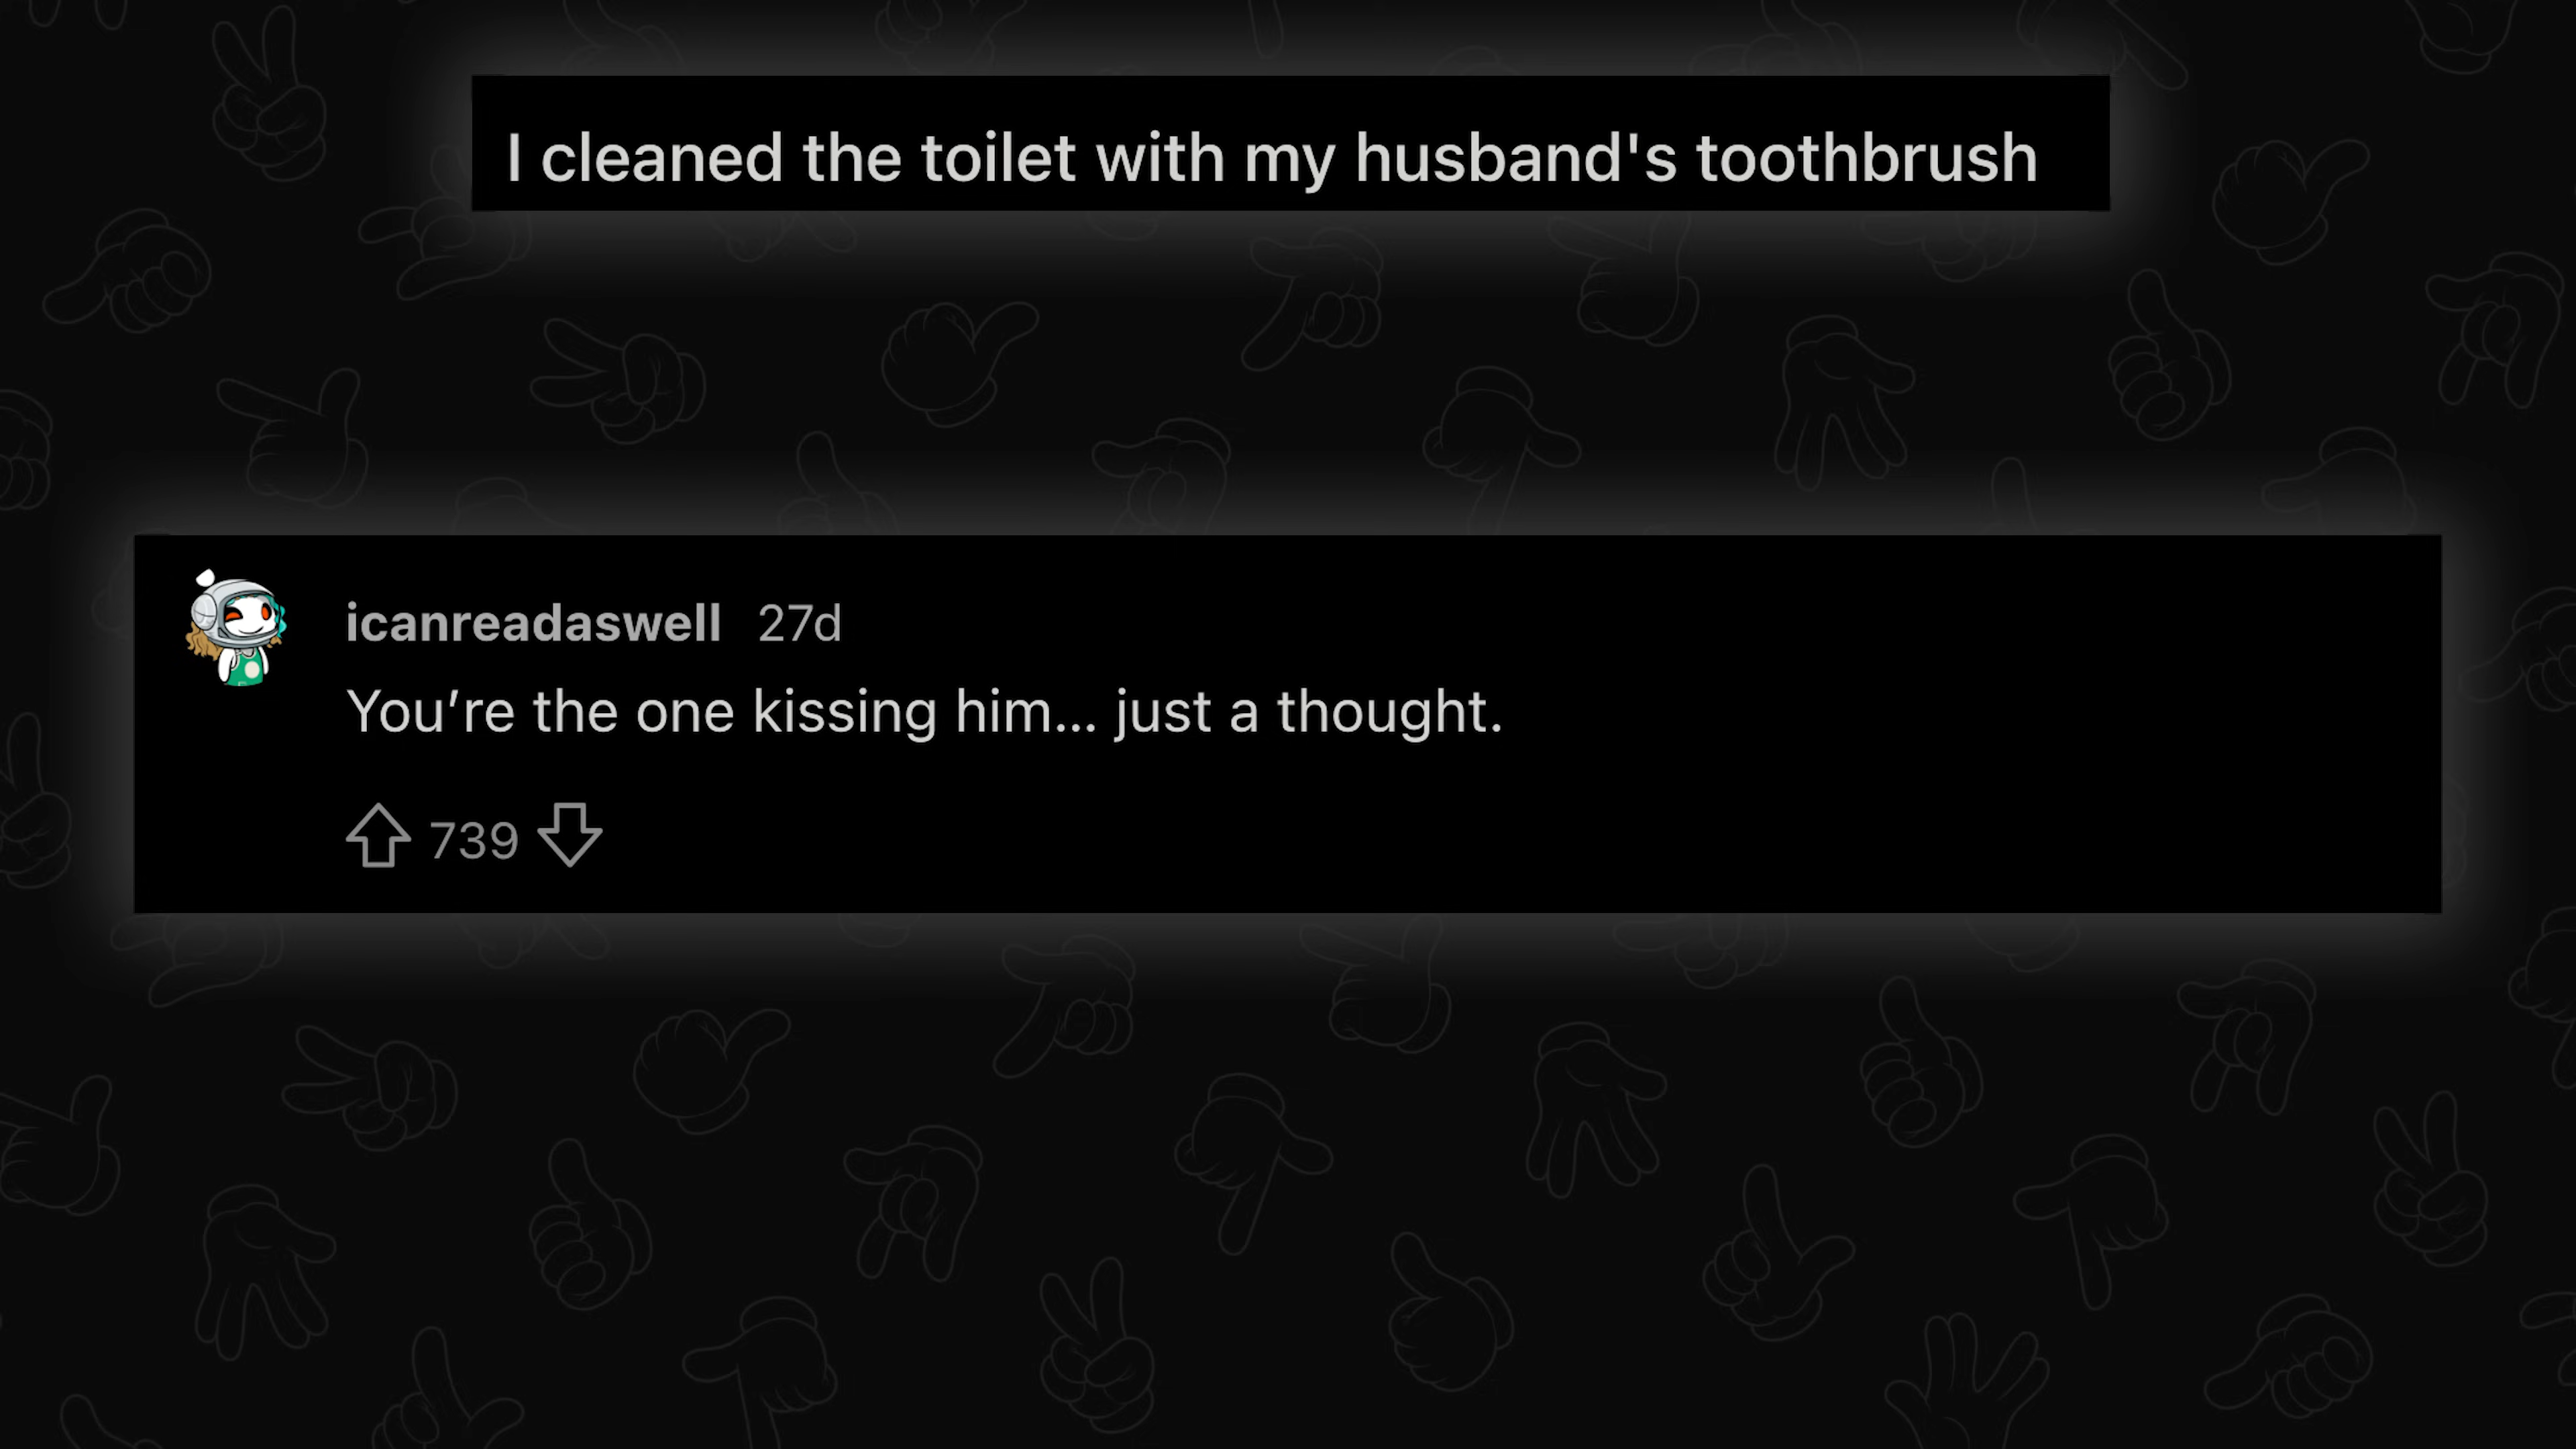 I cleaned the toilet with my husband's toothbrush
icanreadaswell 27d
You’re the one kissing him... just a thought.
739